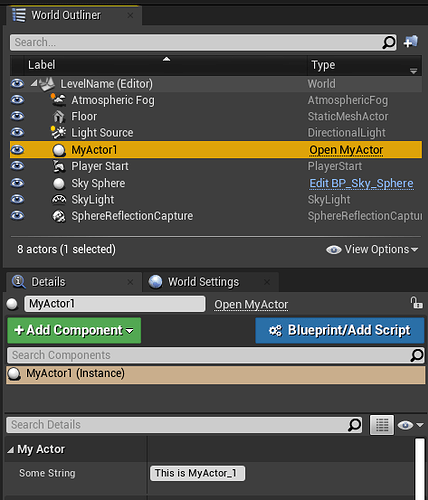 World Outliner
Search...
Label Type
LevelName (Editor) World
Atmospheric Fog AtmosphericFog
Floor StaticMeshActor
Light Source DirectionalLight
MyActor1 Open MyActor
Player Start PlayerStart
Sky Sphere Edit BP_Sky_Sphere
SkyLight SkyLight
SphereReflectionCapture SphereReflectionCaptu
8 actors (1 selected) View Options
Details World Settings
MyActor1 Open MyActor
+Add Component Blueprint/Add Script
Search Components
MyActor1 (Instance)
Search Details
My Actor
Some String This is MyActor_1